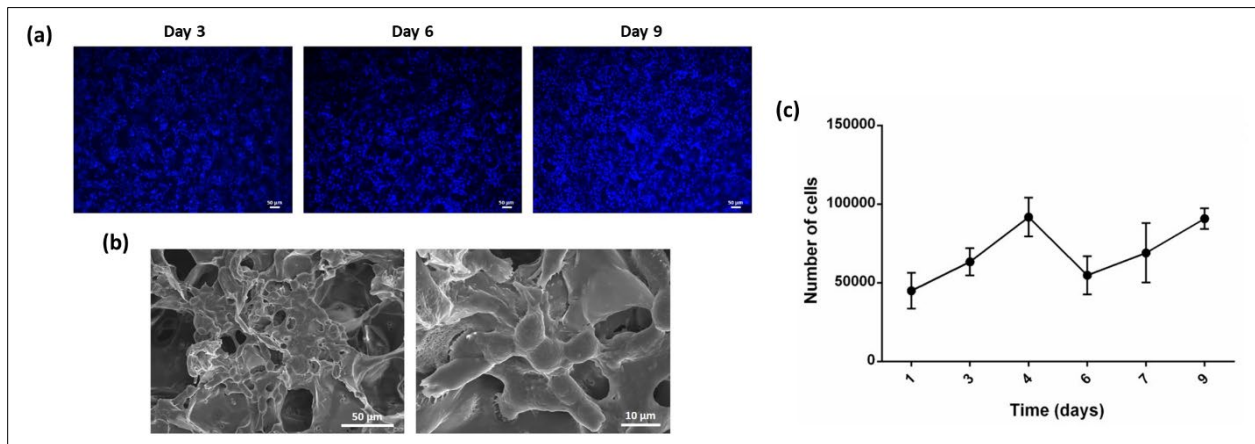 (a)
Day 3
Day 6
Day 9
50 µm
50 µm
50 µm
(b)
50 µm
10 µm
(c)
Number of cells
150000
100000
50000
0
1
3
4
6
7
9
Time (days)